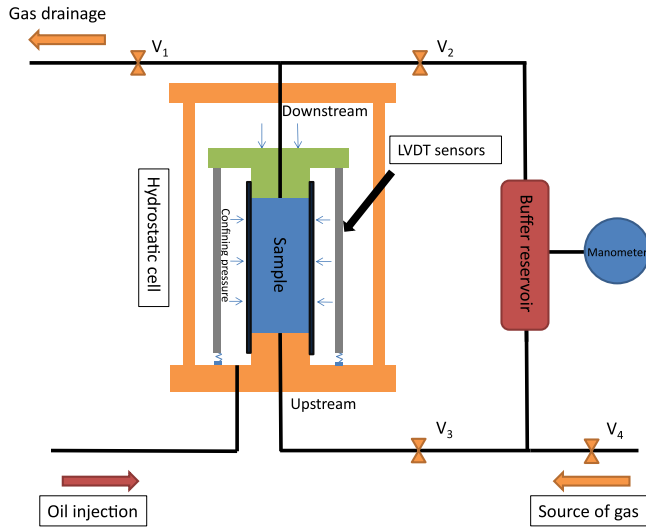 Gas drainage
V1
V2
Downstream
LVDT sensors
Hydrostatic cell
Confining pressure
Sample
Buffer reservoir
Manometer
Upstream
V3
V4
Oil injection
Source of gas